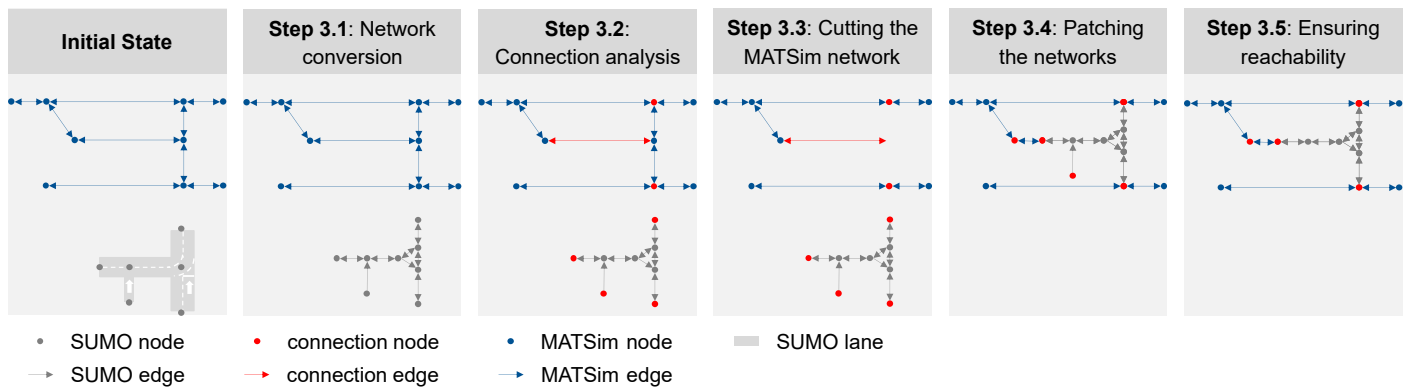 Initial State
Step 3.1: Network
conversion
Step 3.2:
Connection analysis
Step 3.3: Cutting the
MATSim network
Step 3.4: Patching
the networks
Step 3.5: Ensuring
reachability
SUMO node
connection node
MATSim node
SUMO lane
SUMO edge
connection edge
MATSim edge